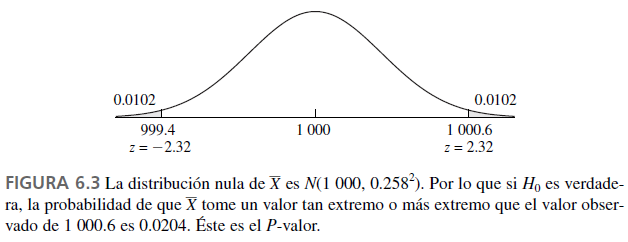 0.0102 0.0102
999.4 1 000 1 000.6
z = −2.32 z = 2.32
FIGURA 6.3 La distribución nula de X̅ es N(1 000, 0.258²). Por lo que si H₀ es verdade-
ra, la probabilidad de que X̅ tome un valor tan extremo o más extremo que el valor obser-
vado de 1 000.6 es 0.0204. Éste es el P-valor.